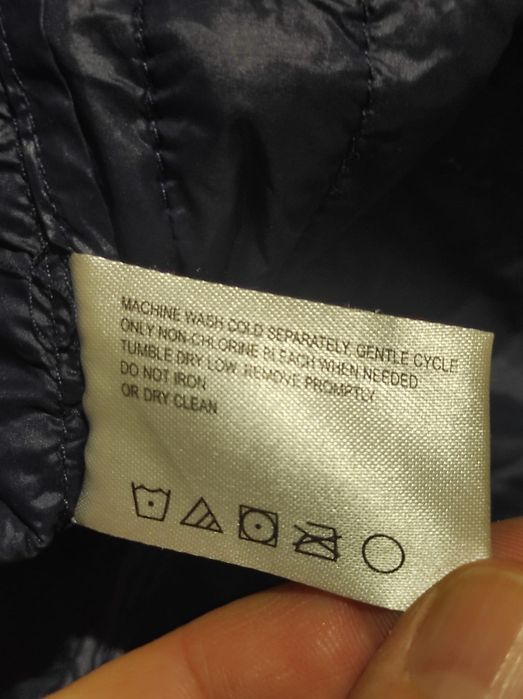 MACHINE WASH COLD SEPARATELY, GENTLE CYCLE
ONLY NON-CHLORINE BLEACH WHEN NEEDED
TUMBLE DRY LOW. REMOVE PROMPTLY.
DO NOT IRON
OR DRY CLEAN